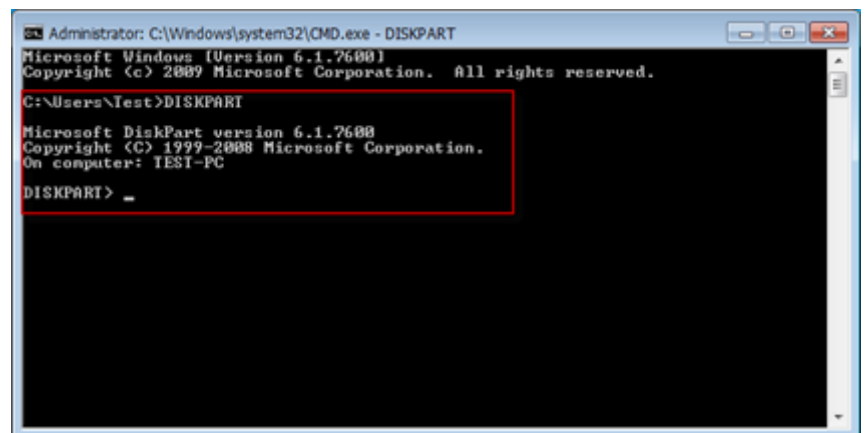 Administrator: C:\Windows\system32\CMD.exe - DISKPART
Microsoft Windows [Version 6.1.7600]
Copyright (c) 2009 Microsoft Corporation.  All rights reserved.
C:\Users\Test>DISKPART
Microsoft DiskPart version 6.1.7600
Copyright (C) 1999-2008 Microsoft Corporation.
On computer: TEST-PC
DISKPART> _